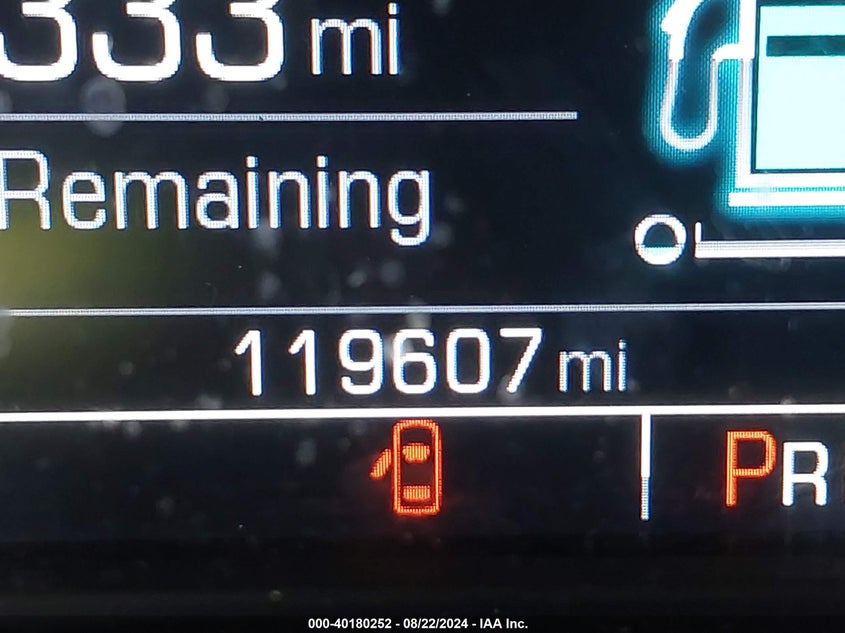 333 mi
Remaining
119607 mi
PR
000-40180252 - 08/22/2024 - IAA Inc.